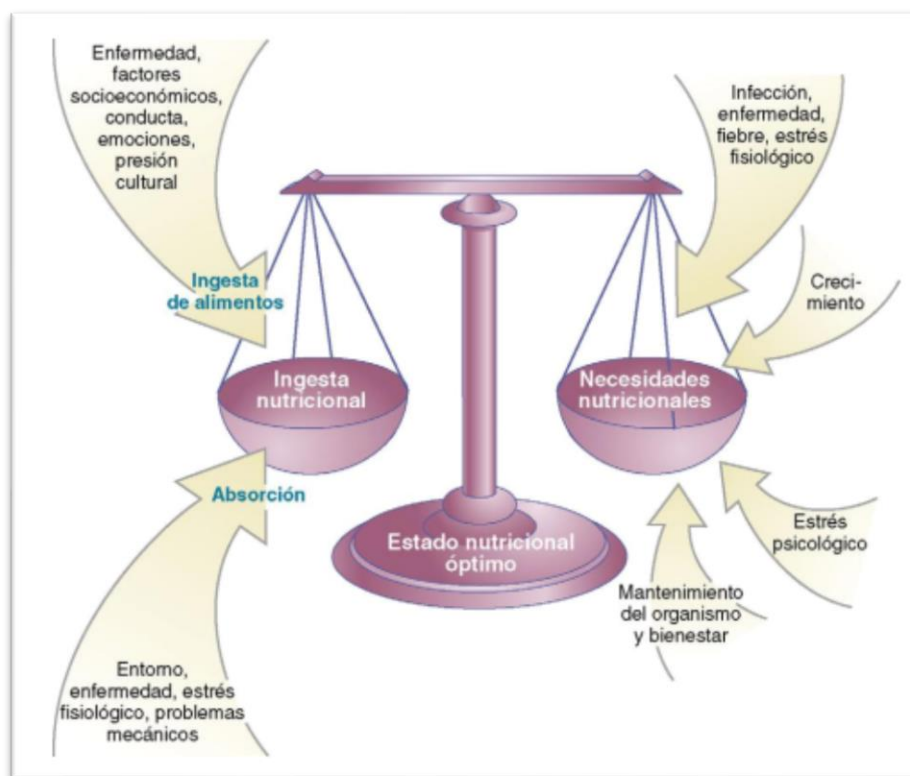 Enfermedad,
factores
socioeconómicos,
conducta,
emociones,
presión
cultural
Ingesta
de alimentos
Ingesta
nutricional
Absorción
Entorno,
enfermedad, estrés
fisiológico, problemas
mecánicos
Estado nutricional
óptimo
Infección,
enfermedad,
fiebre, estrés
fisiológico
Creci-
miento
Necesidades
nutricionales
Estrés
psicológico
Mantenimiento
del organismo
y bienestar